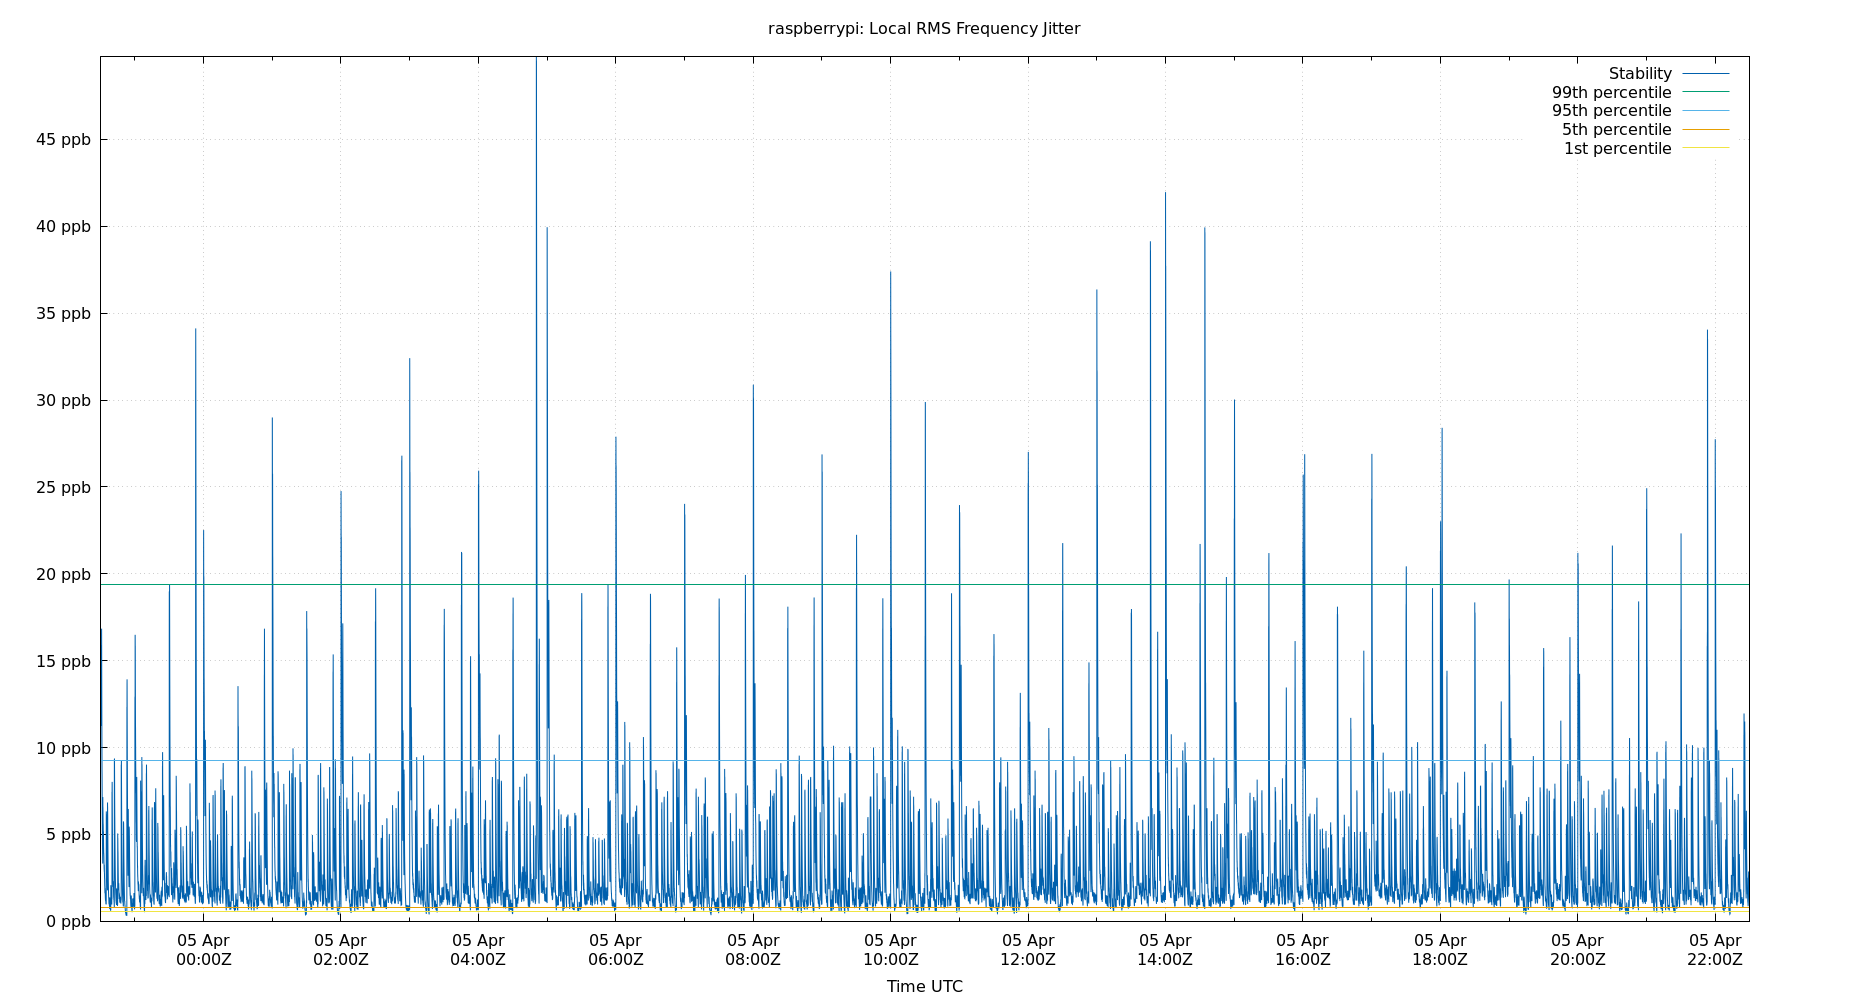 raspberrypi: Local RMS Frequency Jitter
Stability
99th percentile
95th percentile
5th percentile
1st percentile
45 ppb
40 ppb
35 ppb
30 ppb
25 ppb
20 ppb
15 ppb
10 ppb
5 ppb
0 ppb
05 Apr 05 Apr 05 Apr 05 Apr 05 Apr 05 Apr 05 Apr 05 Apr 05 Apr 05 Apr 05 Apr 05 Apr
00:00Z 02:00Z 04:00Z 06:00Z 08:00Z 10:00Z 12:00Z 14:00Z 16:00Z 18:00Z 20:00Z 22:00Z
Time UTC